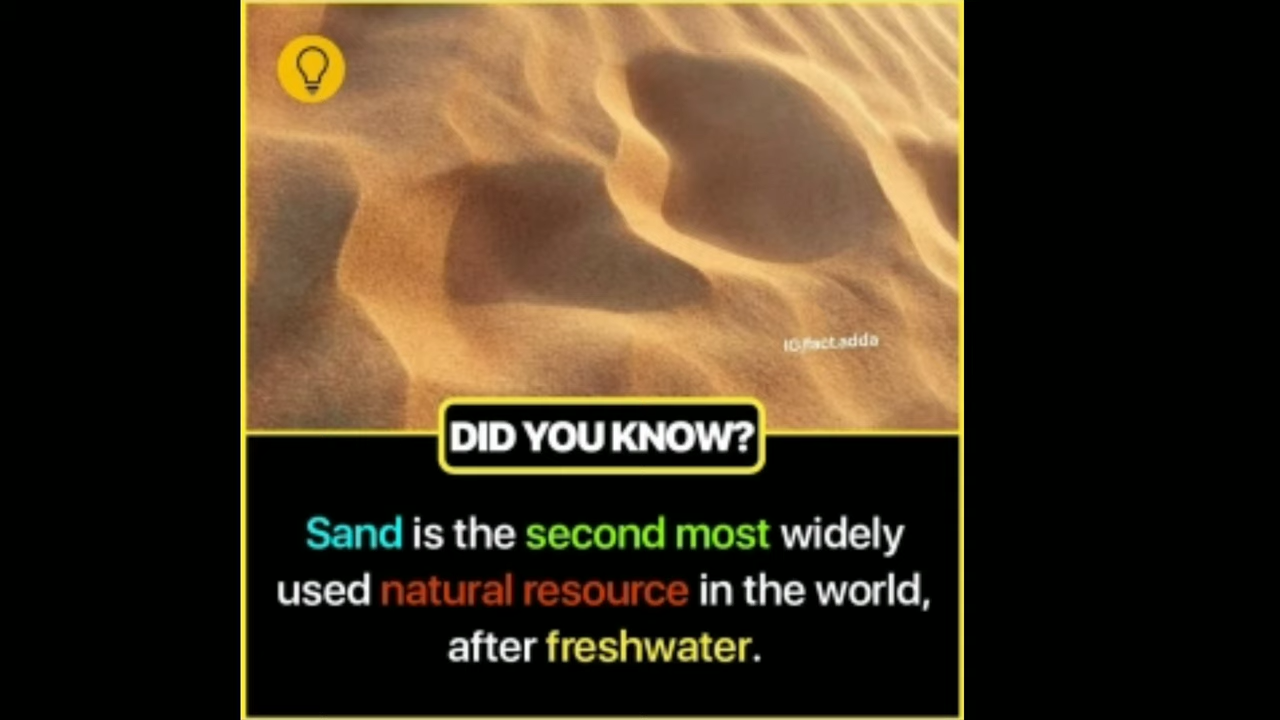 IG/fact.adda
DID YOU KNOW?
Sand is the second most widely
used natural resource in the world,
after freshwater.